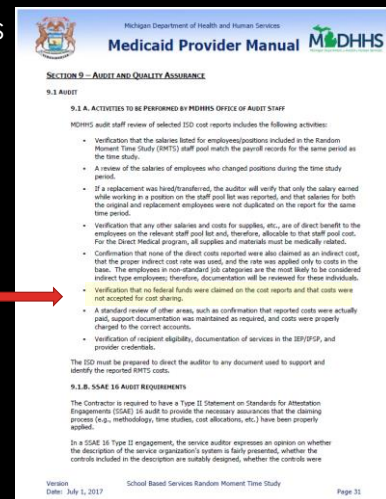 S
Michigan Department of Health and Human Services
Medicaid Provider Manual
MDHHS
SECTION 9 – AUDIT AND QUALITY ASSURANCE
9.1 AUDIT
9.1 A. ACTIVITIES TO BE PERFORMED BY MDHHS OFFICE OF AUDIT STAFF
MDHHS audit staff review of selected ISD cost reports includes the following activities:
• Verification that the salaries listed for employees/positions included in the Random
Moment Time Study (RMTS) staff pool match the payroll records for the same period as
the time study.
• A review of the salaries of employees who changed positions during the time study
period.
• If a replacement was hired/transferred, the auditor will verify that only the salary earned
while working in a position on the staff pool list was reported, and that salaries for both
the original and replacement employees were not duplicated on the report for the same
time period.
• Verification that any other salaries and costs for supplies, etc., are of direct benefit to the
employees on the relevant staff pool list and, therefore, allocable to that staff pool cost.
For the Direct Medical program, all supplies and materials must be medically related.
• Confirmation that none of the direct costs reported were also claimed as an indirect cost,
that the proper indirect cost rate was used, and the rate was applied only to costs in the
base. The employees in non-standard job categories are the most likely to be considered
indirect type employees; therefore, documentation will be reviewed for these individuals.
• Verification that no federal funds were claimed on the cost reports and that costs were
not accepted for cost sharing.
• A standard review of other areas, such as confirmation that reported costs were actually
paid, support documentation was maintained as required, and costs were properly
charged to the correct accounts.
• Verification of recipient eligibility, documentation of services in the IEP/IFSP, and
provider credentials.
The ISD must be prepared to direct the auditor to any document used to support and
identify the reported RMTS costs.
9.1.B. SSAE 16 AUDIT REQUIREMENTS
The Contractor is required to have a Type II Statement on Standards for Attestation
Engagements (SSAE) 16 audit to provide the necessary assurances that the claiming
process (e.g., methodology, time studies, cost allocations, etc.) have been properly
applied.
In a SSAE 16 Type II engagement, the service auditor expresses an opinion on whether
the description of the service organization's system is fairly presented, whether the
controls included in the description are suitably designed, whether the controls were
Version School Based Services Random Moment Time Study
Date: July 1, 2017 Page 31